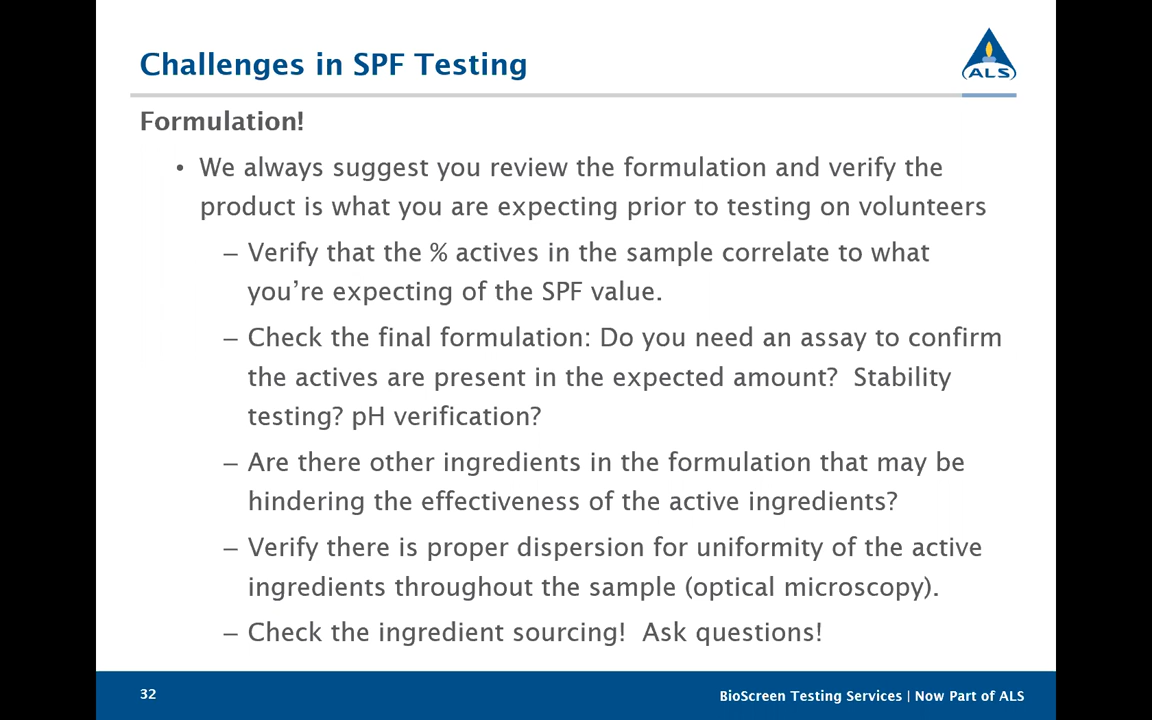 Challenges in SPF Testing
ALS
Formulation!
• We always suggest you review the formulation and verify the
product is what you are expecting prior to testing on volunteers
– Verify that the % actives in the sample correlate to what
you’re expecting of the SPF value.
– Check the final formulation: Do you need an assay to confirm
the actives are present in the expected amount?  Stability
testing? pH verification?
– Are there other ingredients in the formulation that may be
hindering the effectiveness of the active ingredients?
– Verify there is proper dispersion for uniformity of the active
ingredients throughout the sample (optical microscopy).
– Check the ingredient sourcing!  Ask questions!
32
BioScreen Testing Services | Now Part of ALS